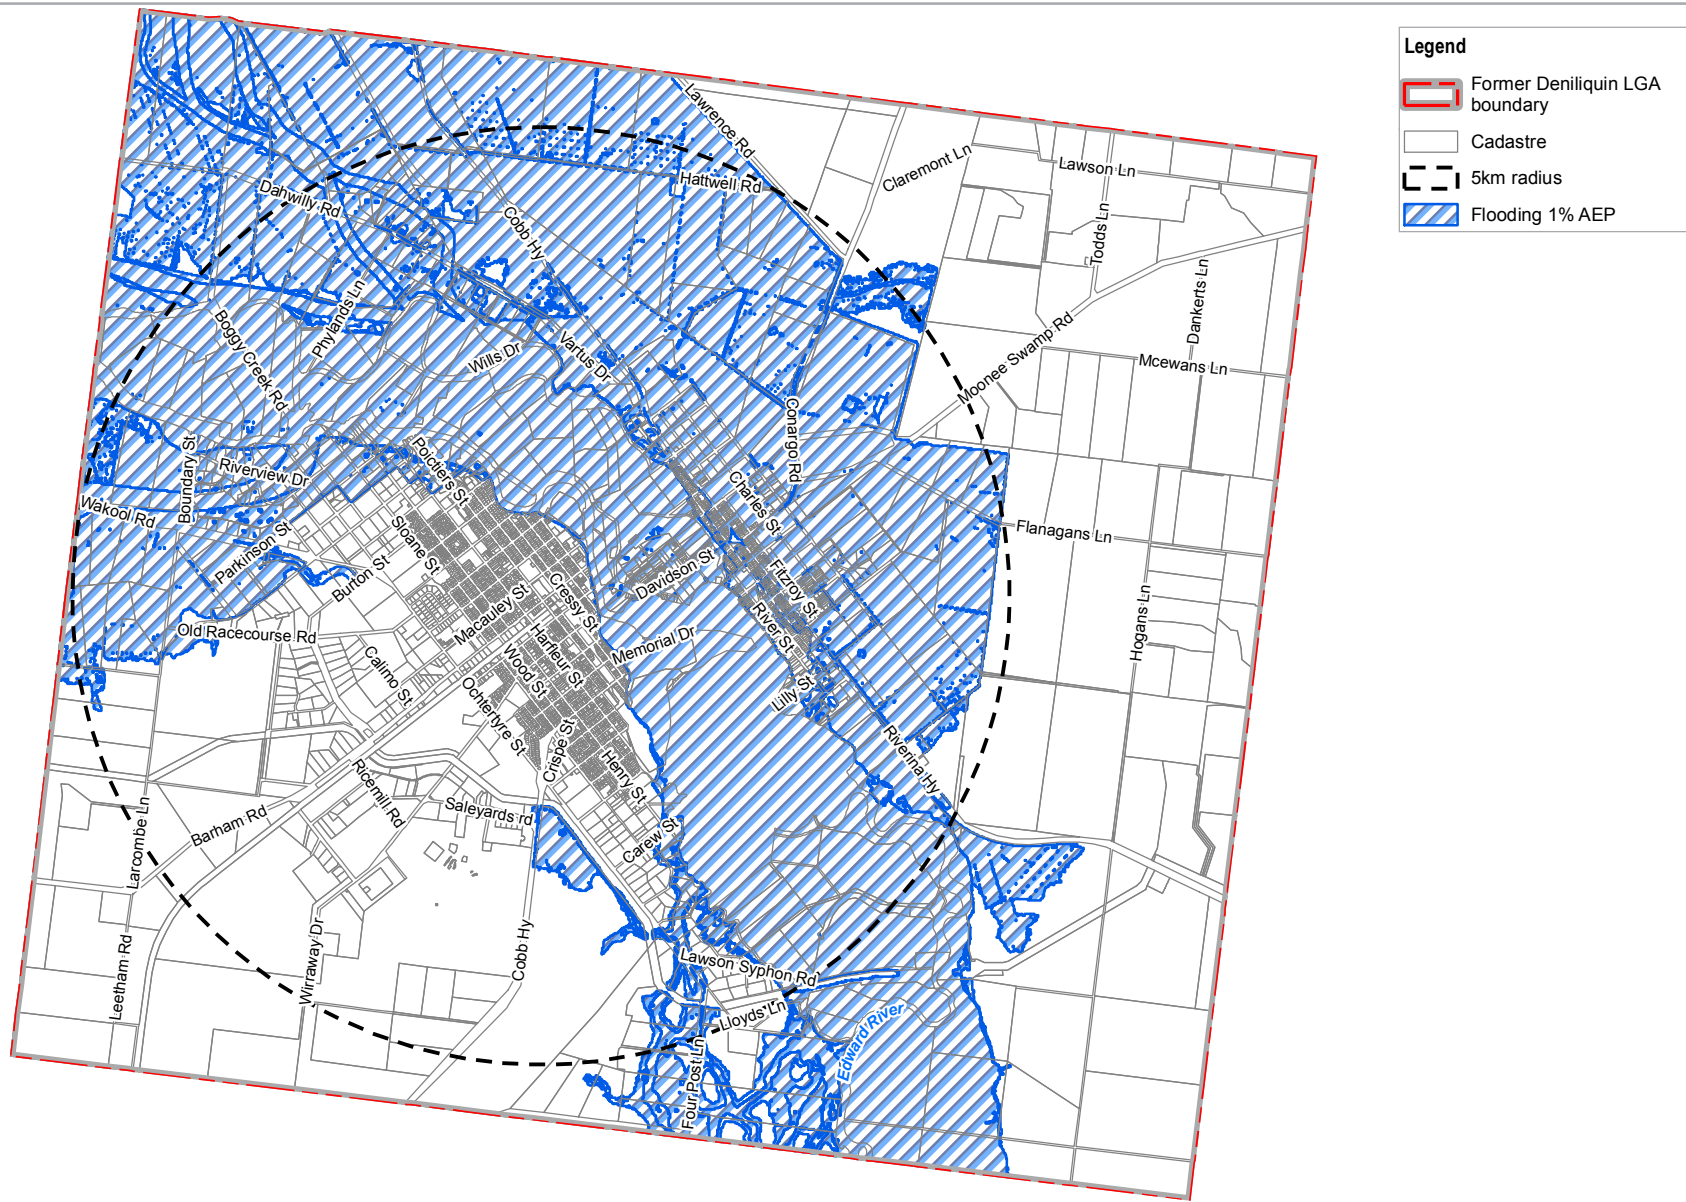 Legend
Former Deniliquin LGA
boundary
Cadastre
5km radius
Flooding 1% AEP
Lawrence Rd
Claremont Ln
Lawson Ln
Hattwell Rd
Dahwilly Rd
Cobb Hy
Todds Ln
Dankerts Ln
Phylands Ln
Boggy Creek Rd
Wills Dr
Vartus Dr
Moonee Swamp Rd
Mcewans Ln
Conargo Rd
Boundary St
Riverview Dr
Poictiers St
Wakool Rd
Charles St
Flanagans Ln
Sloane St
Parkinson St
Burton St
Davidson St
Fitzroy St
Cressy St
Macauley St
River St
Hogans Ln
Old Racecourse Rd
Harfleur St
Memorial Dr
Wood St
Calimo St
Lilly St
Ochtertyre St
Crispe St
Henry St
Riverina Hy
Ricemill Rd
Saleyards rd
Barham Rd
Larcombe Ln
Carew St
Leetham Rd
Wirraway Dr
Cobb Hy
Lawson Syphon Rd
Lloyds Ln
Edward River
Four Post Ln